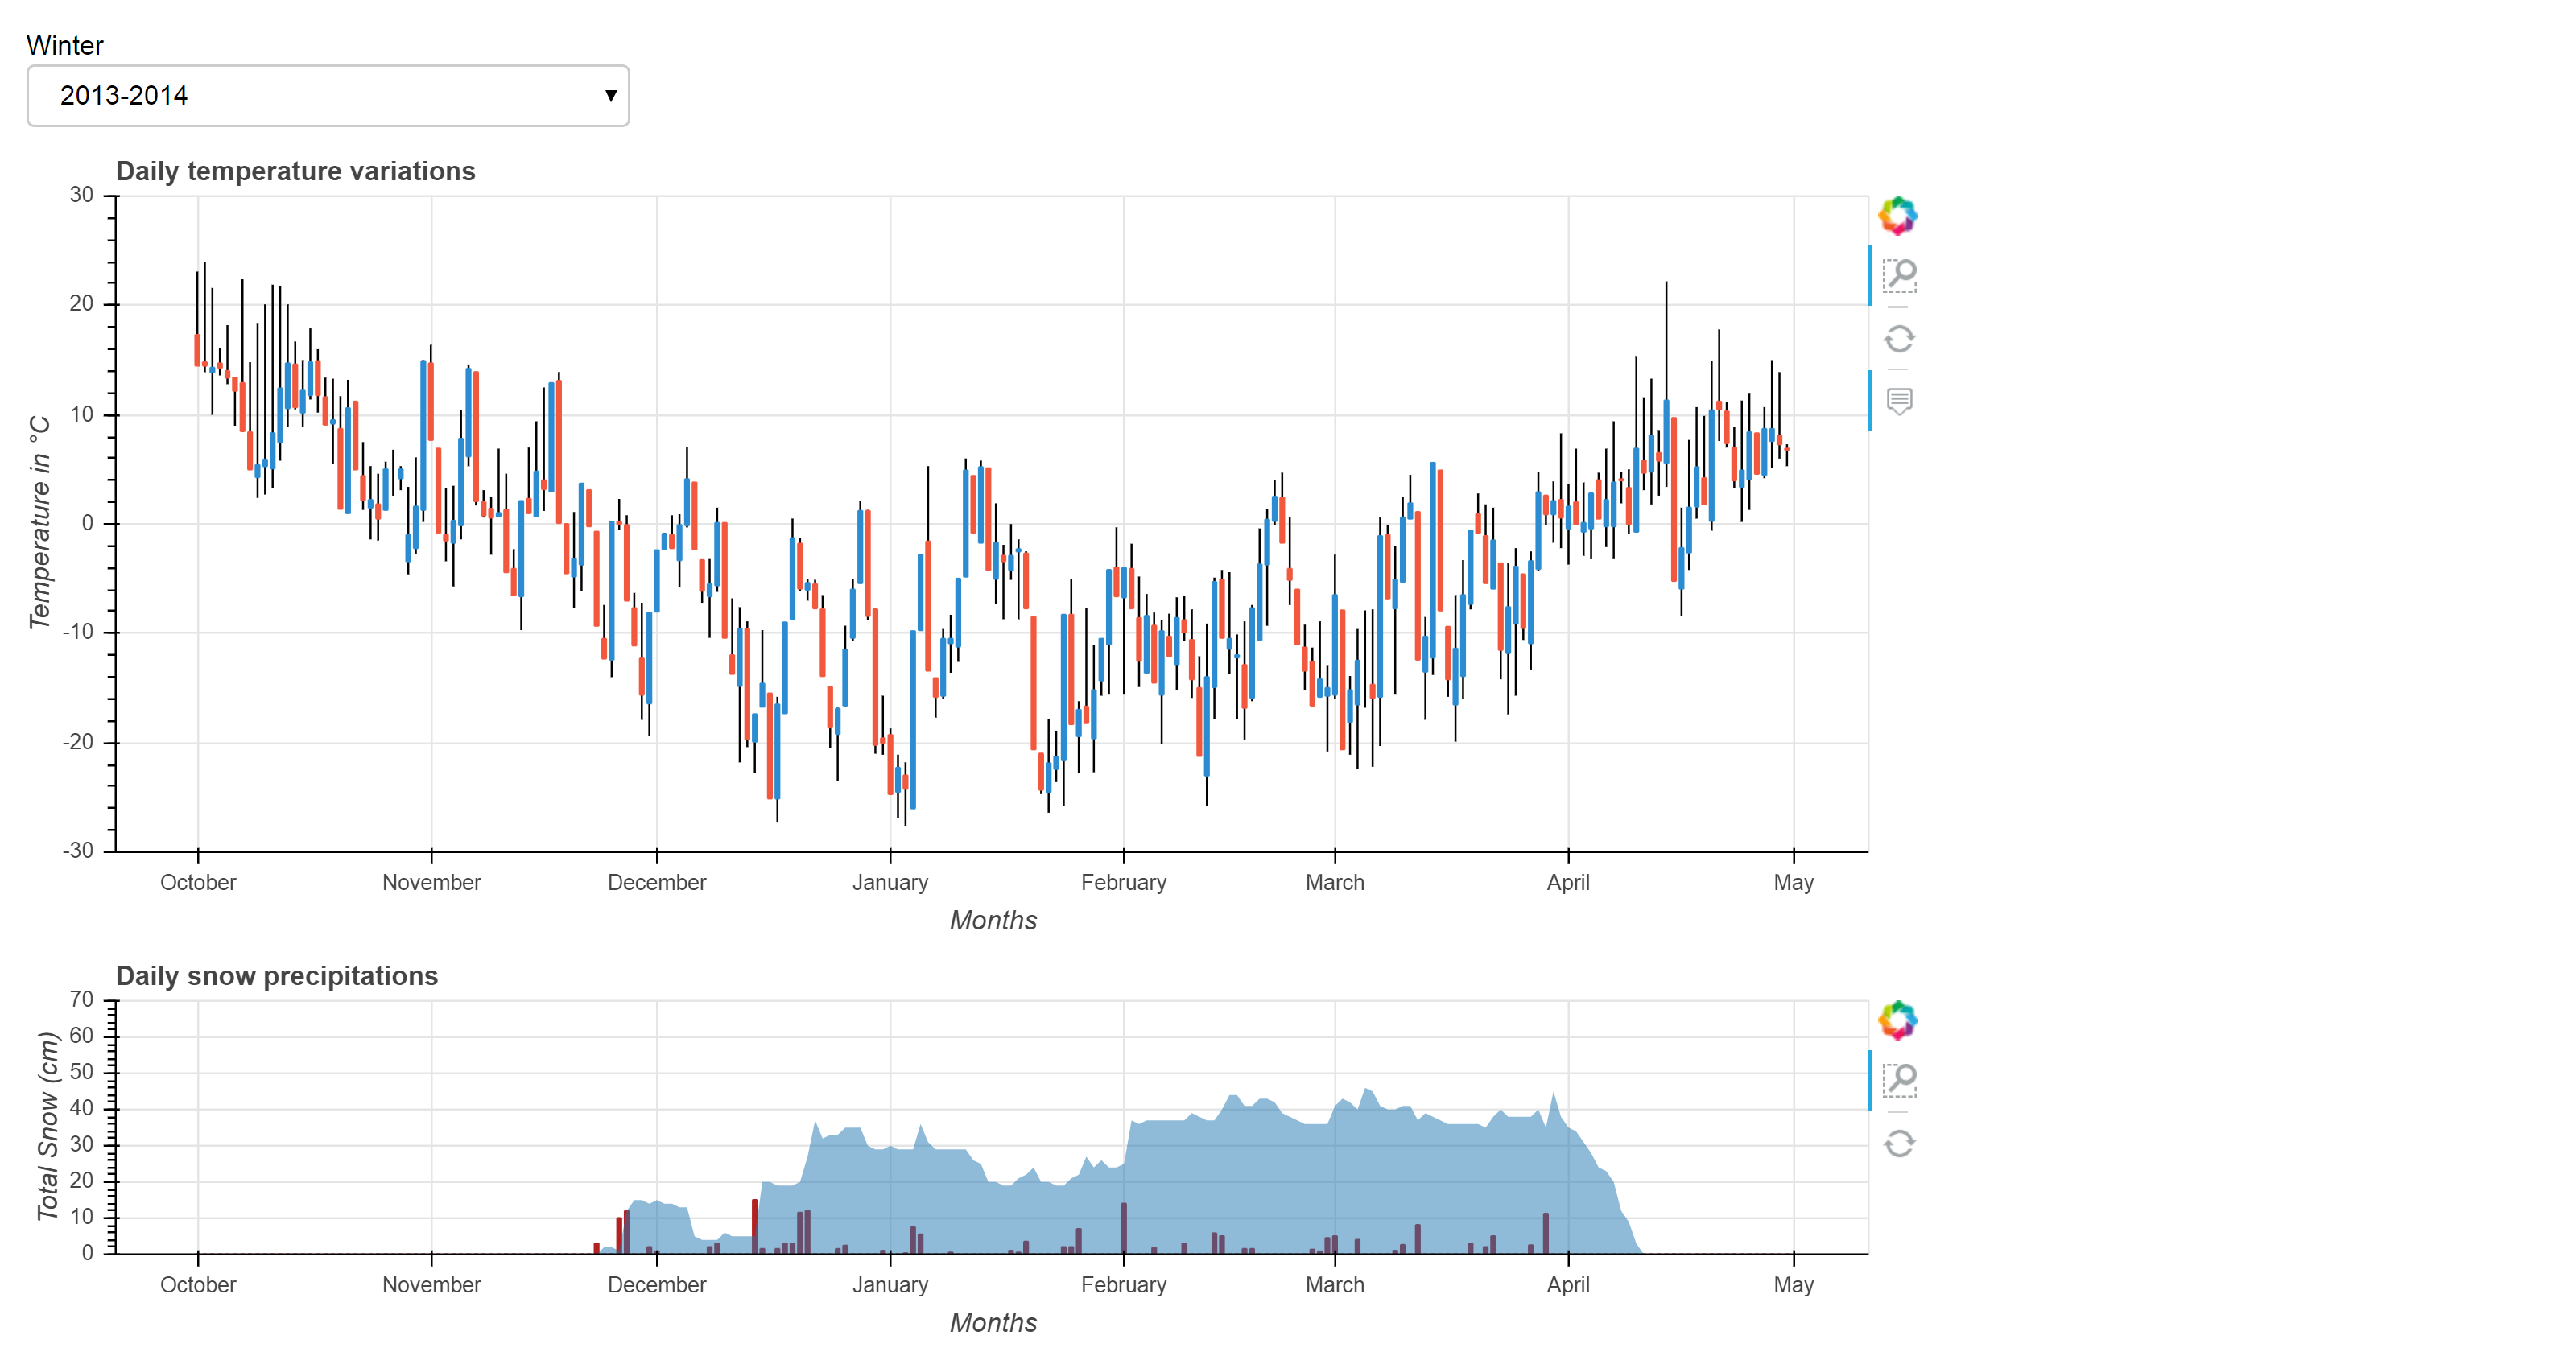 Winter
2013-2014 ▼
Daily temperature variations
30
20
10
0
-10
-20
-30
Temperature in °C
October November December January February March April May
Months
Daily snow precipitations
70
60
50
40
30
20
10
0
Total Snow (cm)
October November December January February March April May
Months